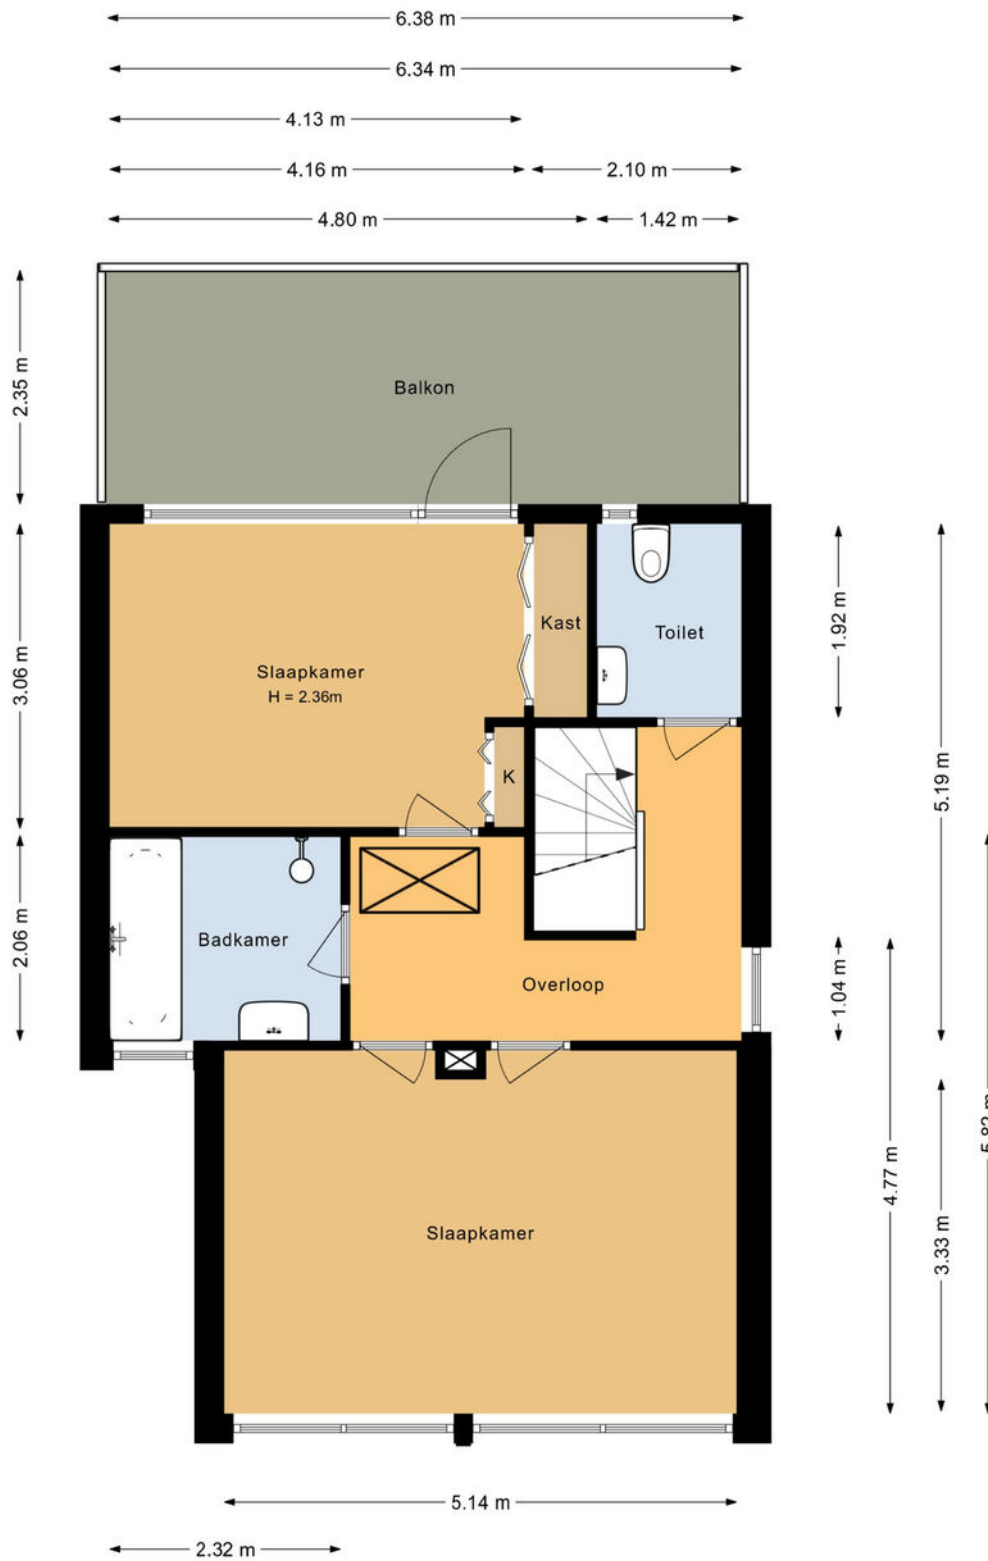 6.38 m
6.34 m
4.13 m
4.16 m
2.10 m
4.80 m
1.42 m
2.35 m
Balkon
3.06 m
Slaapkamer
H = 2.36m
Kast
Toilet
1.92 m
K
5.19 m
2.06 m
Badkamer
Overloop
1.04 m
Slaapkamer
4.77 m
3.33 m
5.82 m
5.14 m
2.32 m